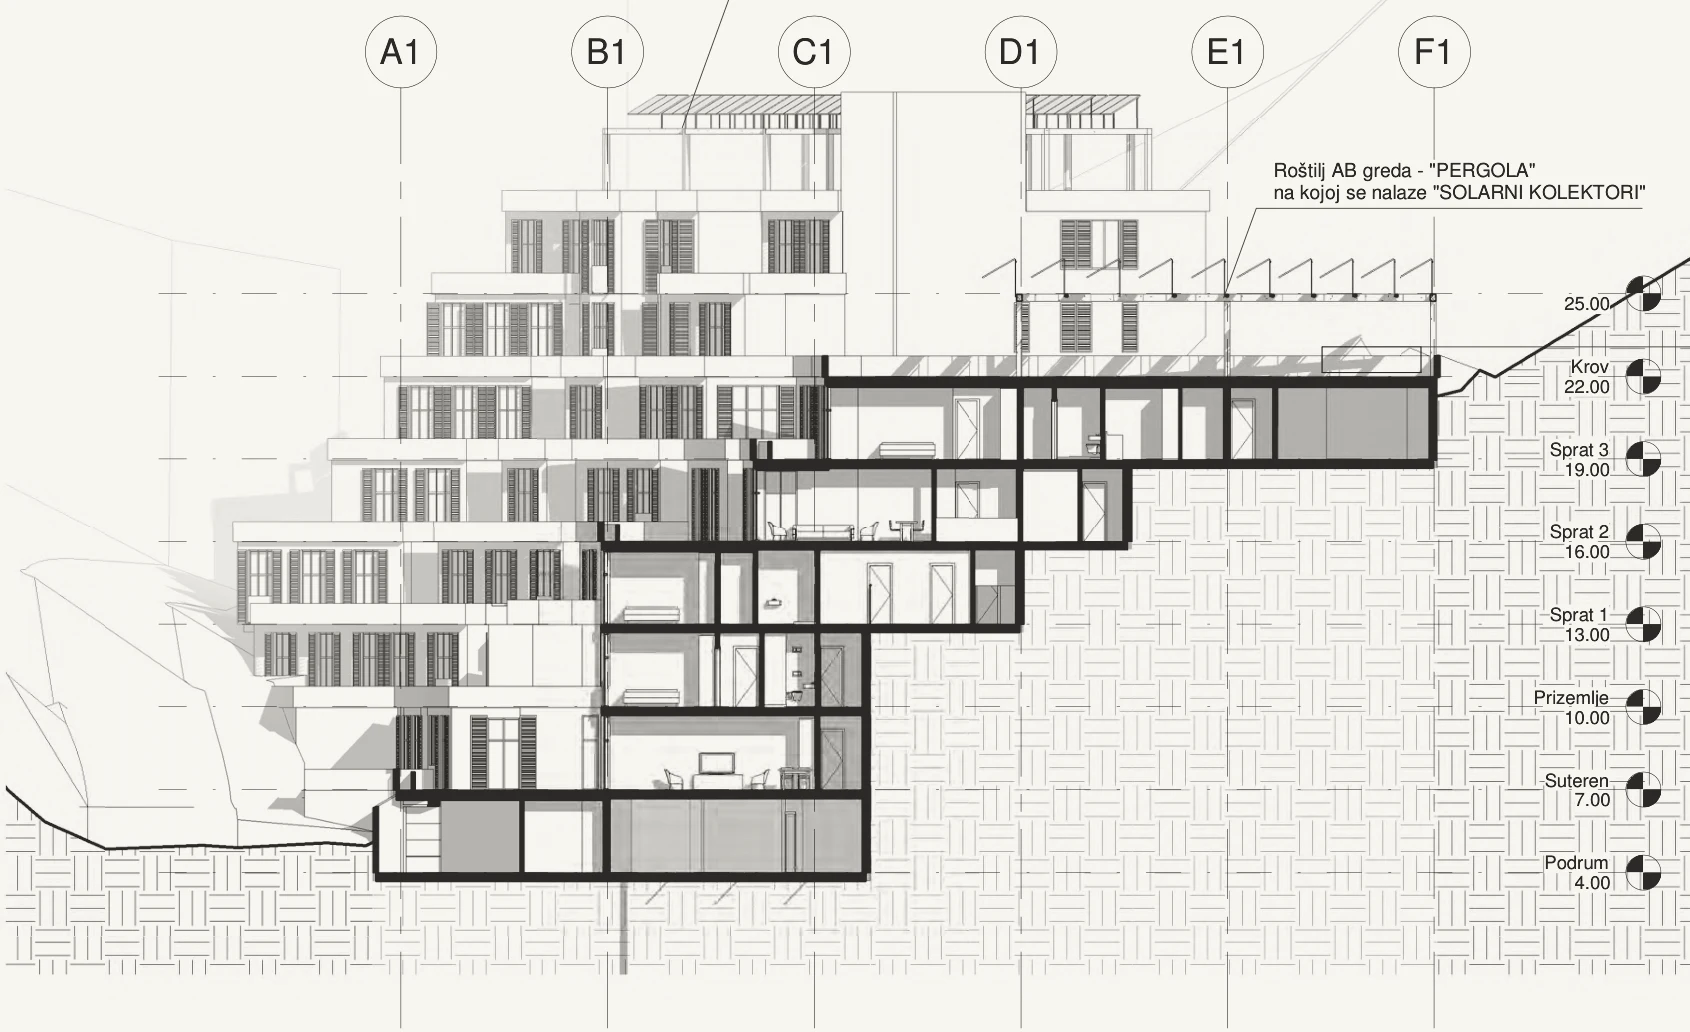 A1
B1
C1
D1
E1
F1
Roštilj AB greda - "PERGOLA"
na kojoj se nalaze "SOLARNI KOLEKTORI"
25.00
Krov
22.00
Sprat 3
19.00
Sprat 2
16.00
Sprat 1
13.00
Prizemlje
10.00
Suteren
7.00
Podrum
4.00